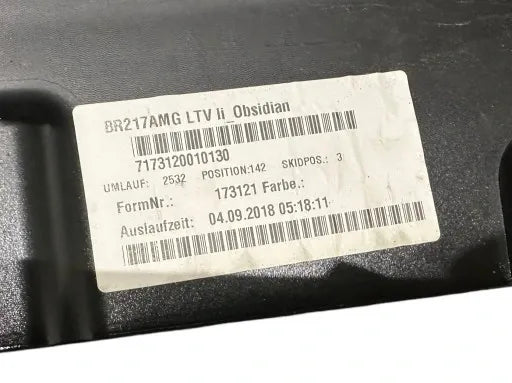 BR217AMG LTV li_Obsidian
7173120010130
UMLAUF: 2532 POSITION:142 SKIDPOS.: 3
FormNr.: 173121 Farbe.:
Auslaufzeit: 04.09.2018 05:18:11